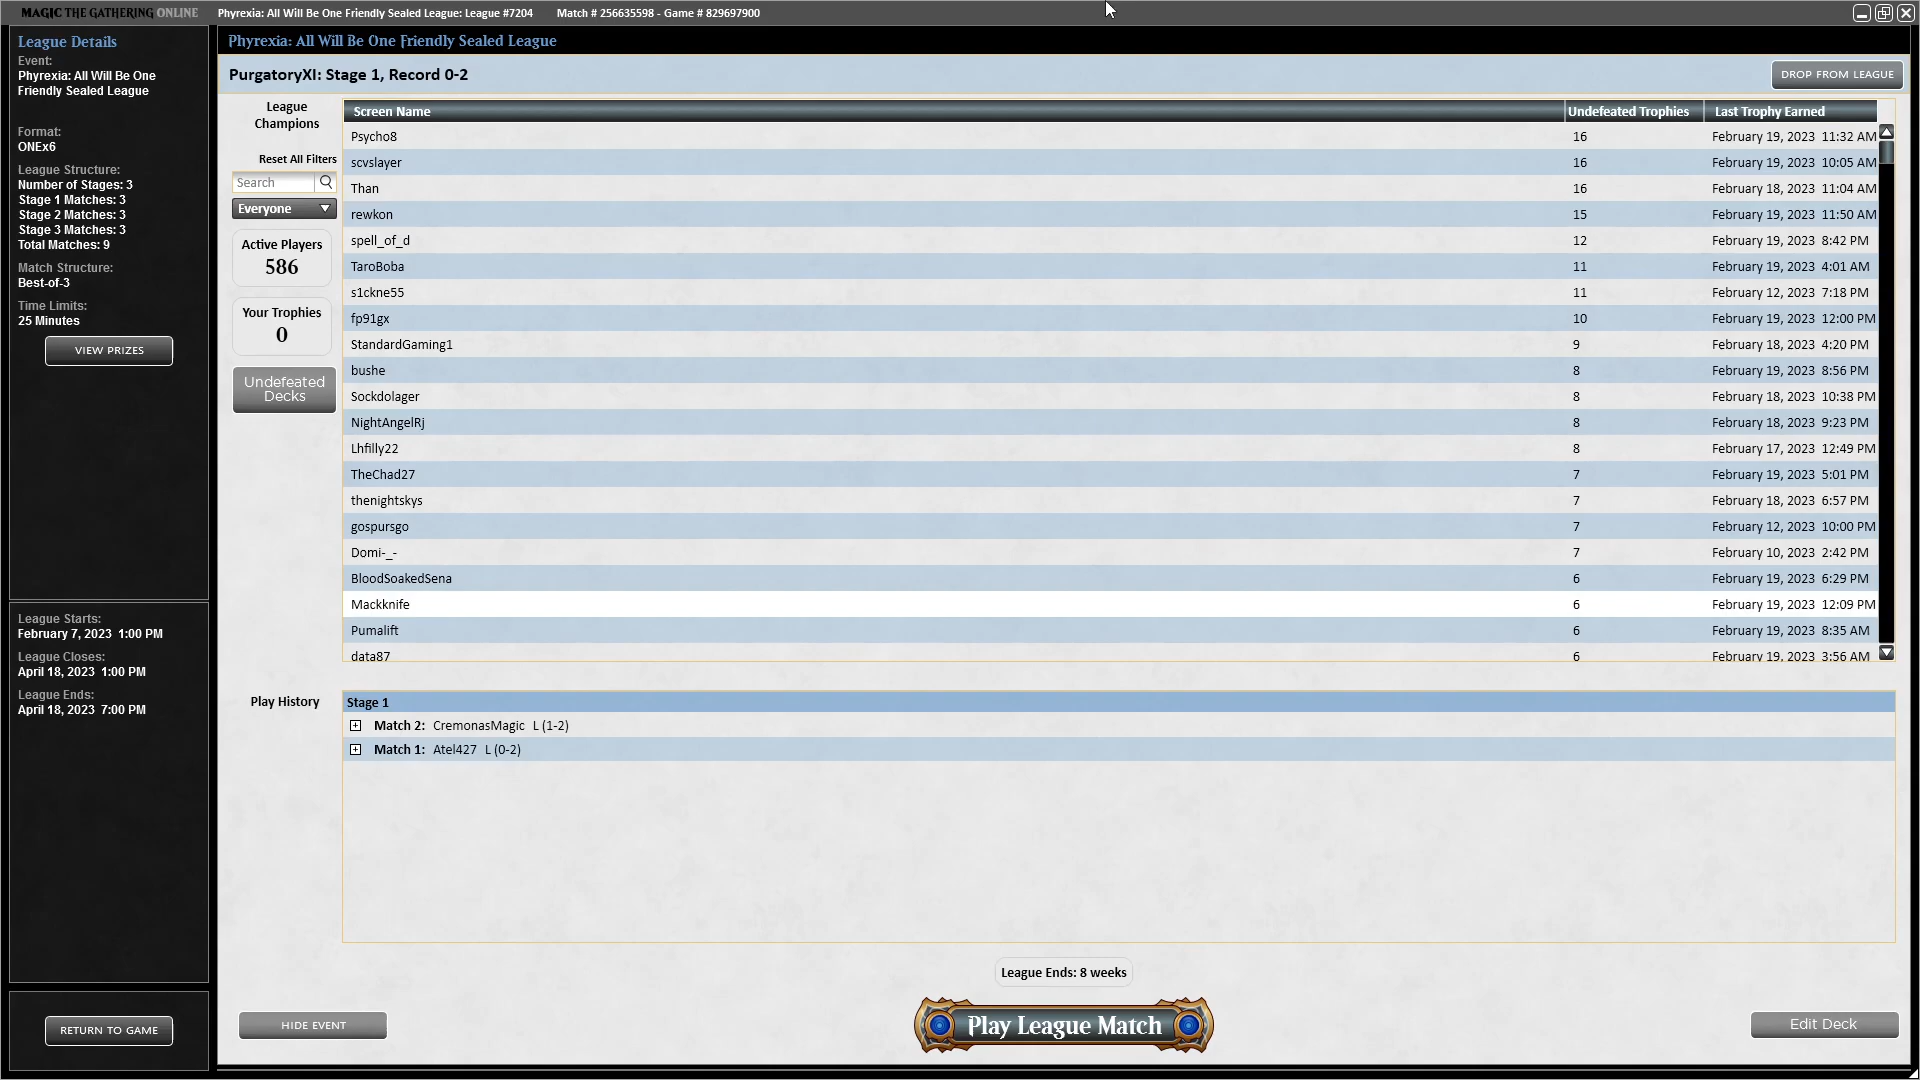 MAGIC THE GATHERING ONLINE
Phyrexia: All Will Be One Friendly Sealed League: League #7204 Match # 256635598 - Game # 829697900
League Details
Event:
Phyrexia: All Will Be One
Friendly Sealed League
Format:
ONEx6
League Structure:
Number of Stages: 3
Stage 1 Matches: 3
Stage 2 Matches: 3
Stage 3 Matches: 3
Total Matches: 9
Match Structure:
Best-of-3
Time Limits:
25 Minutes
VIEW PRIZES
League Starts:
February 7, 2023 1:00 PM
League Closes:
April 18, 2023 1:00 PM
League Ends:
April 18, 2023 7:00 PM
RETURN TO GAME
Phyrexia: All Will Be One Friendly Sealed League
PurgatoryXI: Stage 1, Record 0-2
DROP FROM LEAGUE
League
Champions
Reset All Filters
Search
Everyone
Active Players
586
Your Trophies
0
Undefeated
Decks
Screen Name Undefeated Trophies Last Trophy Earned
Psycho8 16 February 19, 2023 11:32 AM
scvslayer 16 February 19, 2023 10:05 AM
Than 16 February 18, 2023 11:04 AM
rewkon 15 February 19, 2023 11:50 AM
spell_of_d 12 February 19, 2023 8:42 PM
TaroBoba 11 February 19, 2023 4:01 AM
s1ckne55 11 February 12, 2023 7:18 PM
fp91gx 10 February 19, 2023 12:00 PM
StandardGaming1 9 February 18, 2023 4:20 PM
bushe 8 February 19, 2023 8:56 PM
Sockdolager 8 February 18, 2023 10:38 PM
NightAngelRj 8 February 18, 2023 9:23 PM
Lhfilly22 8 February 17, 2023 12:49 PM
TheChad27 7 February 19, 2023 5:01 PM
thenightskys 7 February 18, 2023 6:57 PM
gospursgo 7 February 12, 2023 10:00 PM
Domi-_- 7 February 10, 2023 2:42 PM
BloodSoakedSena 6 February 19, 2023 6:29 PM
Mackknife 6 February 19, 2023 12:09 PM
Pumalift 6 February 19, 2023 8:35 AM
data87 6 February 19, 2023 3:56 AM
Play History
Stage 1
Match 2: CremonasMagic L (1-2)
Match 1: Atel427 L (0-2)
League Ends: 8 weeks
HIDE EVENT
Play League Match
Edit Deck